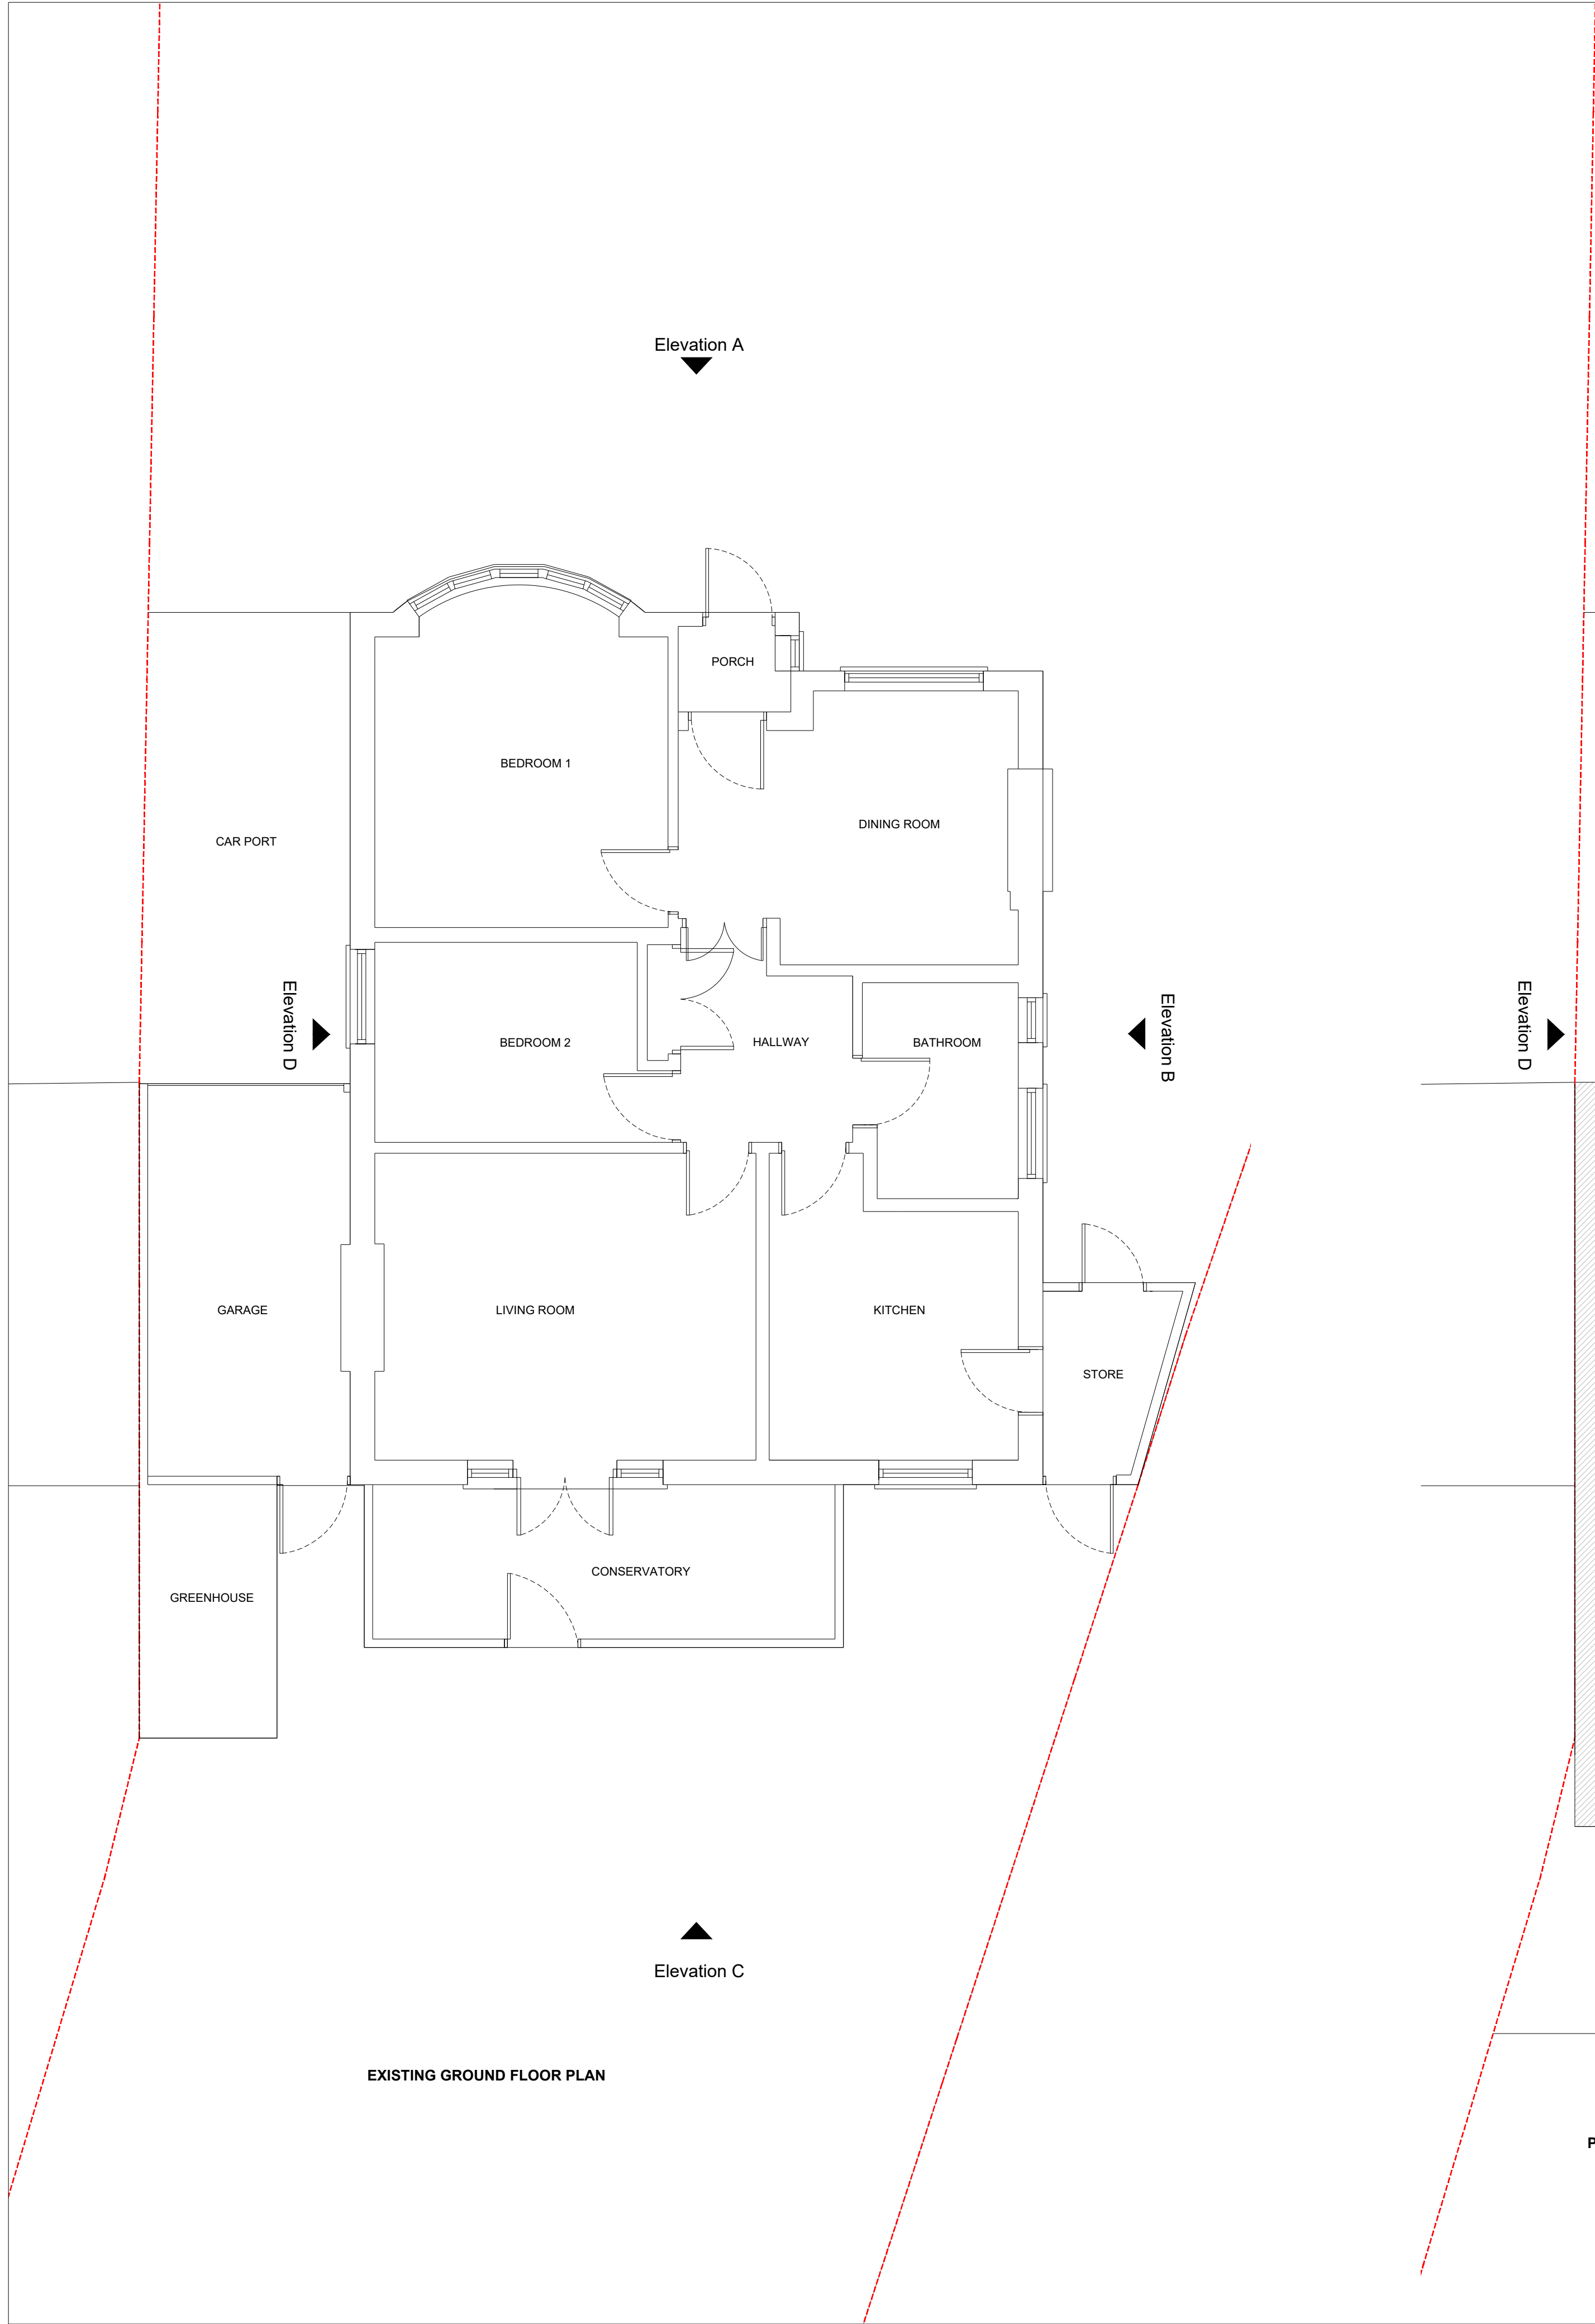 Elevation A
PORCH
BEDROOM 1
DINING ROOM
CAR PORT
Elevation D
BEDROOM 2
HALLWAY
BATHROOM
Elevation B
Elevation D
GARAGE
LIVING ROOM
KITCHEN
STORE
CONSERVATORY
GREENHOUSE
Elevation C
EXISTING GROUND FLOOR PLAN
P